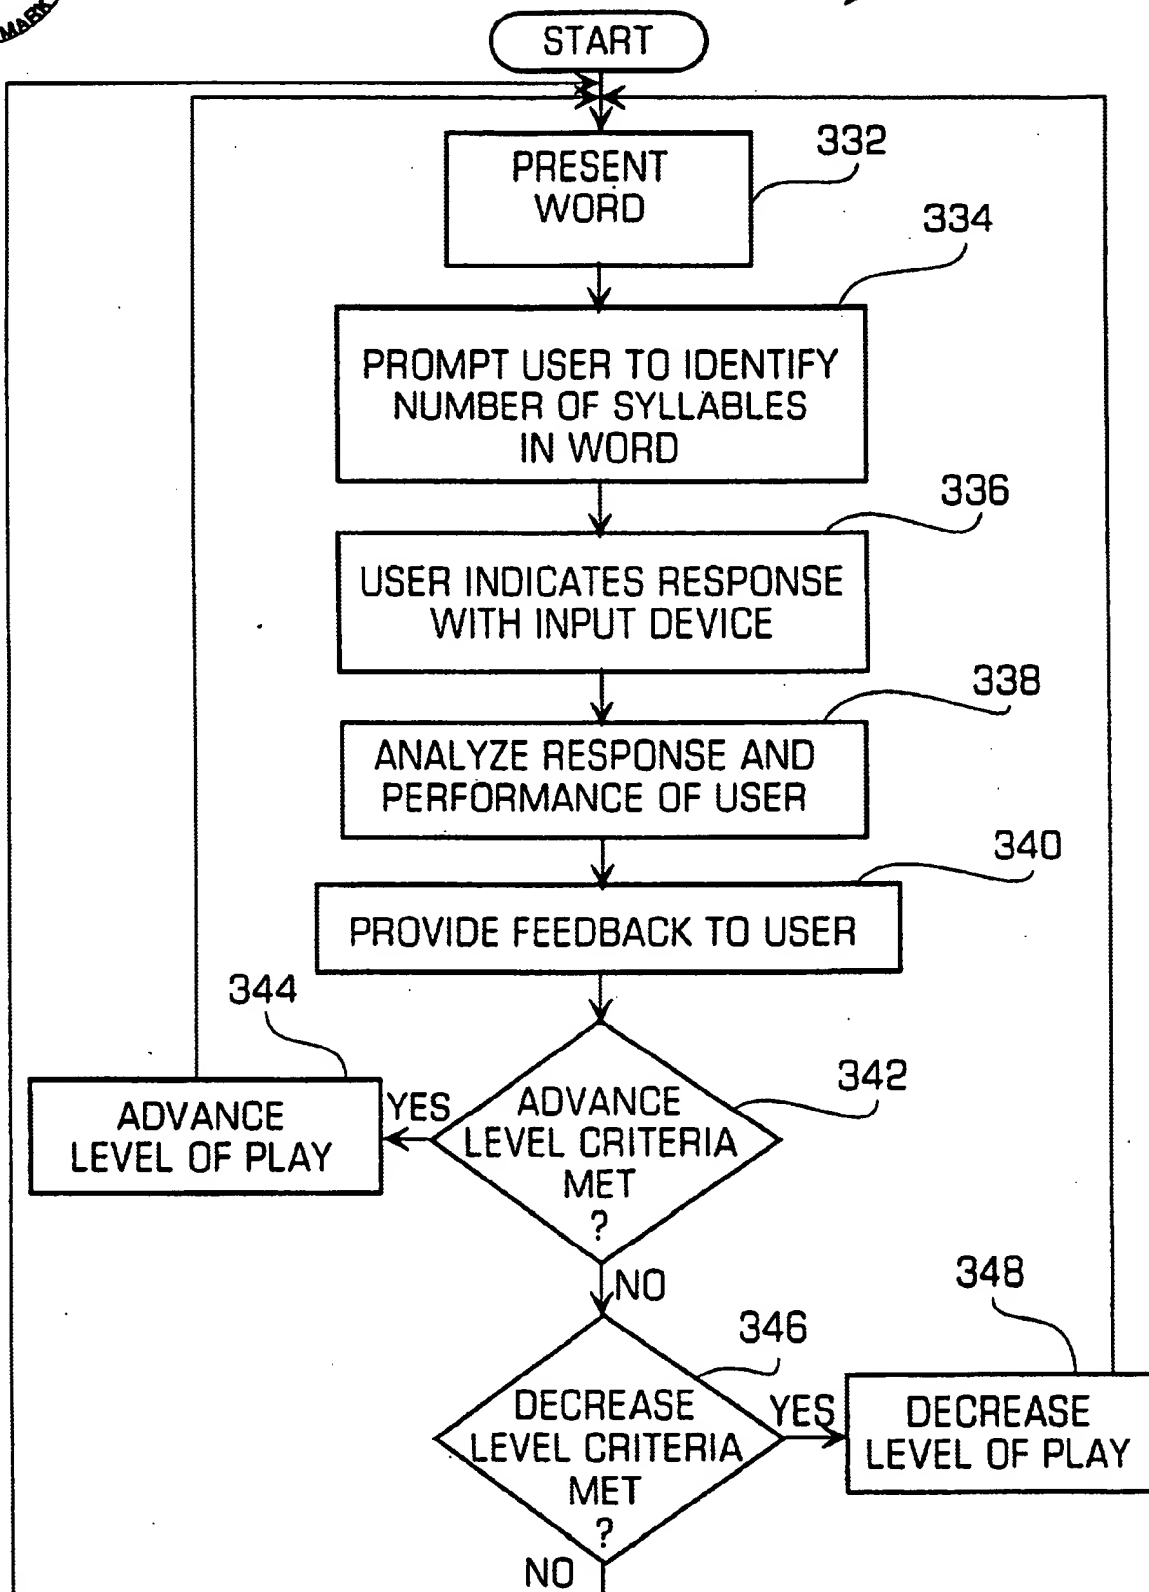 MARK
START
332
PRESENT
WORD
334
PROMPT USER TO IDENTIFY
NUMBER OF SYLLABLES
IN WORD
336
USER INDICATES RESPONSE
WITH INPUT DEVICE
338
ANALYZE RESPONSE AND
PERFORMANCE OF USER
340
PROVIDE FEEDBACK TO USER
344
342
ADVANCE
LEVEL OF PLAY
YES
ADVANCE
LEVEL CRITERIA
MET
?
NO
348
346
DECREASE
LEVEL CRITERIA
MET
?
YES
DECREASE
LEVEL OF PLAY
NO